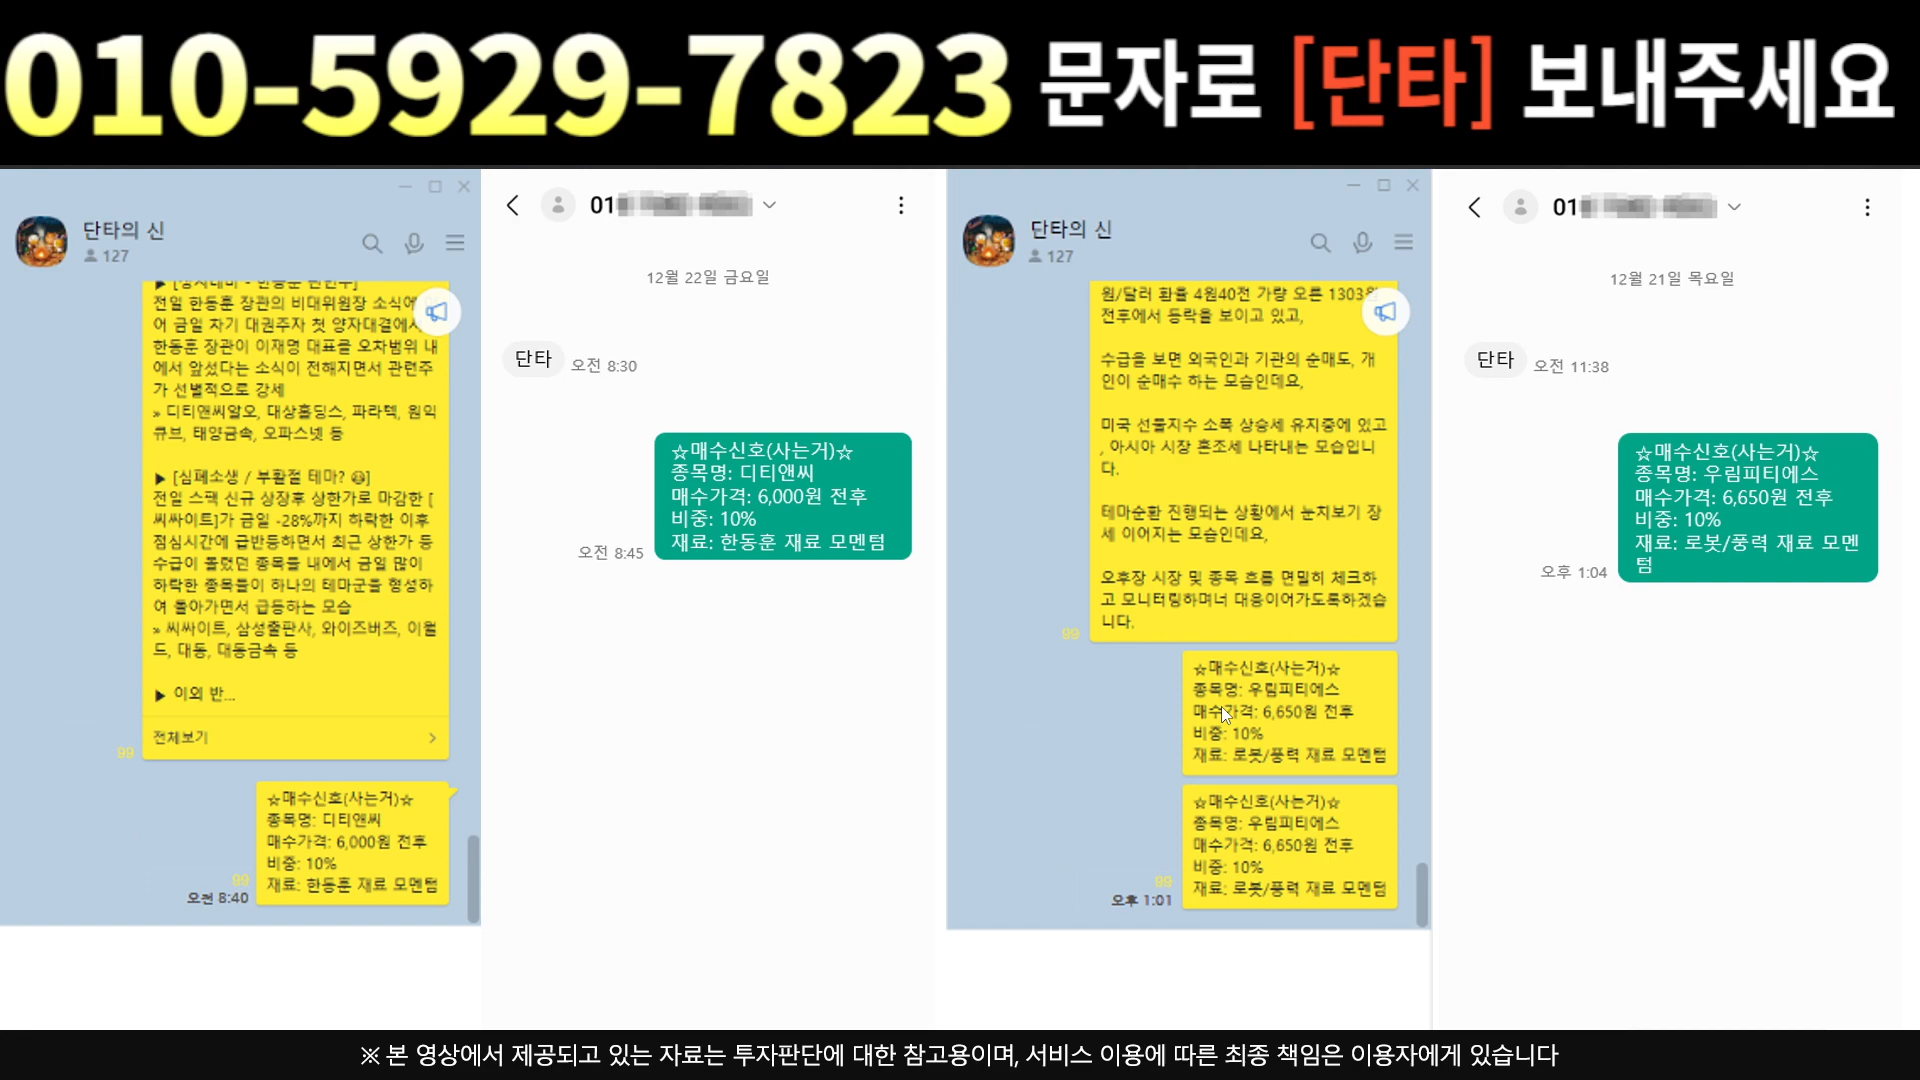 010-5929-7823 문자로 [단타] 보내주세요
단타의 신
127
전일 한동훈 장관의 비대위원장 소식에
어 금일 차기 대권주자 첫 양자대결에서
한동훈 장관이 이재명 대표를 오차범위 내
에서 앞섰다는 소식이 전해지면서 관련주
가 선별적으로 강세
» 디티앤씨알오, 대상홀딩스, 파라텍, 원익
큐브, 태양금속, 오파스넷 등
▶ [심폐소생 / 부활절 테마? 😆]
전일 스팩 신규 상장후 상한가로 마감한 [
씨싸이트]가 금일 -28%까지 하락한 이후
점심시간에 급반등하면서 최근 상한가 등
수급이 몰렸던 종목들 내에서 금일 많이
하락한 종목들이 하나의 테마군을 형성하
여 돌아가면서 급등하는 모습
» 씨싸이트, 삼성출판사, 와이즈버즈, 이월
드, 대동, 대동금속 등
▶ 이외 반...
전체보기
99
☆매수신호(사는거)☆
종목명: 디티앤씨
매수가격: 6,000원 전후
비중: 10%
재료: 한동훈 재료 모멘텀
99
오전 8:40
01
12월 22일 금요일
단타
오전 8:30
☆매수신호(사는거)☆
종목명: 디티앤씨
매수가격: 6,000원 전후
비중: 10%
재료: 한동훈 재료 모멘텀
오전 8:45
단타의 신
127
원/달러 환율 4원40전 가량 오른 1303원
전후에서 등락을 보이고 있고,
수급을 보면 외국인과 기관의 순매도, 개
인이 순매수 하는 모습인데요,
미국 선물지수 소폭 상승세 유지중에 있고
, 아시아 시장 혼조세 나타내는 모습입니
다.
테마순환 진행되는 상황에서 눈치보기 장
세 이어지는 모습인데요,
오후장 시장 및 종목 흐름 면밀히 체크하
고 모니터링하며너 대응이어가도록하겠습
니다.
99
☆매수신호(사는거)☆
종목명: 우림피티에스
매수가격: 6,650원 전후
비중: 10%
재료: 로봇/풍력 재료 모멘텀
☆매수신호(사는거)☆
종목명: 우림피티에스
매수가격: 6,650원 전후
비중: 10%
재료: 로봇/풍력 재료 모멘텀
99
오후 1:01
01
12월 21일 목요일
단타
오전 11:38
☆매수신호(사는거)☆
종목명: 우림피티에스
매수가격: 6,650원 전후
비중: 10%
재료: 로봇/풍력 재료 모멘
텀
오후 1:04
※ 본 영상에서 제공되고 있는 자료는 투자판단에 대한 참고용이며, 서비스 이용에 따른 최종 책임은 이용자에게 있습니다